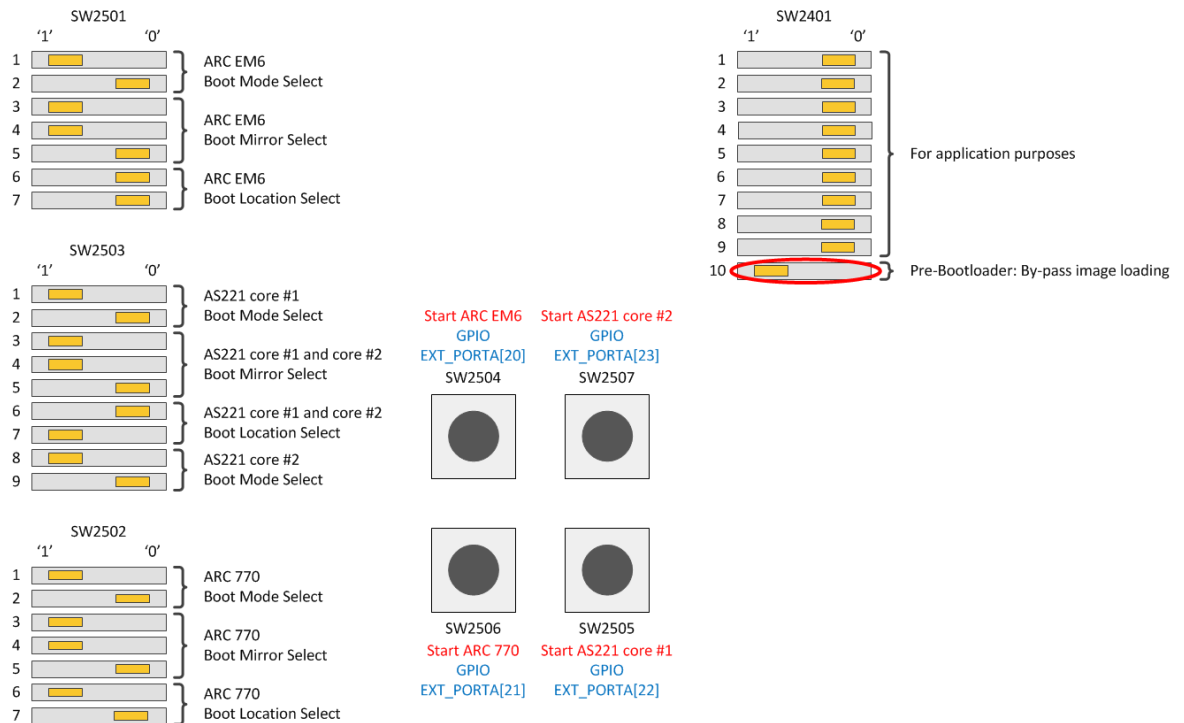 SW2501
‘1’ ‘0’
1
2
ARC EM6
Boot Mode Select
3
4
5
ARC EM6
Boot Mirror Select
6
7
ARC EM6
Boot Location Select
SW2401
‘1’ ‘0’
1
2
3
4
5
6
7
8
9
For application purposes
10
Pre-Bootloader: By-pass image loading
SW2503
‘1’ ‘0’
1
2
AS221 core #1
Boot Mode Select
3
4
5
AS221 core #1 and core #2
Boot Mirror Select
6
7
AS221 core #1 and core #2
Boot Location Select
8
9
AS221 core #2
Boot Mode Select
Start ARC EM6
GPIO
EXT_PORTA[20]
SW2504
Start AS221 core #2
GPIO
EXT_PORTA[23]
SW2507
SW2502
‘1’ ‘0’
1
2
ARC 770
Boot Mode Select
3
4
5
ARC 770
Boot Mirror Select
6
7
ARC 770
Boot Location Select
SW2506
Start ARC 770
GPIO
EXT_PORTA[21]
SW2505
Start AS221 core #1
GPIO
EXT_PORTA[22]